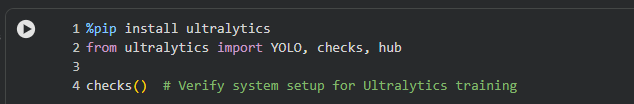 1 %pip install ultralytics
2 from ultralytics import YOLO, checks, hub
3
4 checks()  # Verify system setup for Ultralytics training